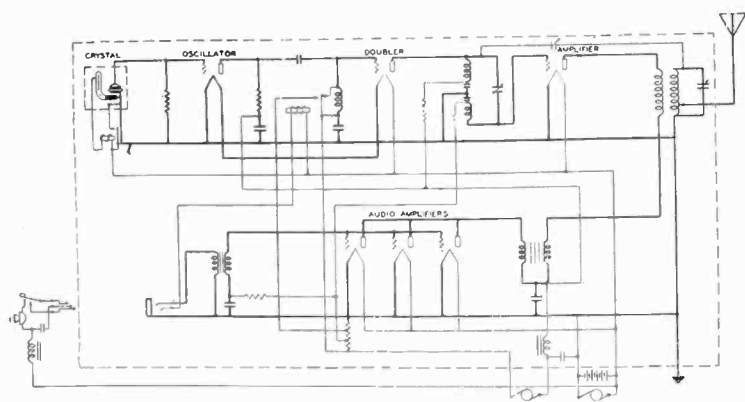 CRYSTAL
OSCILLATOR
DOUBLER
AMPLIFIER
AUDIO AMPLIFIERS